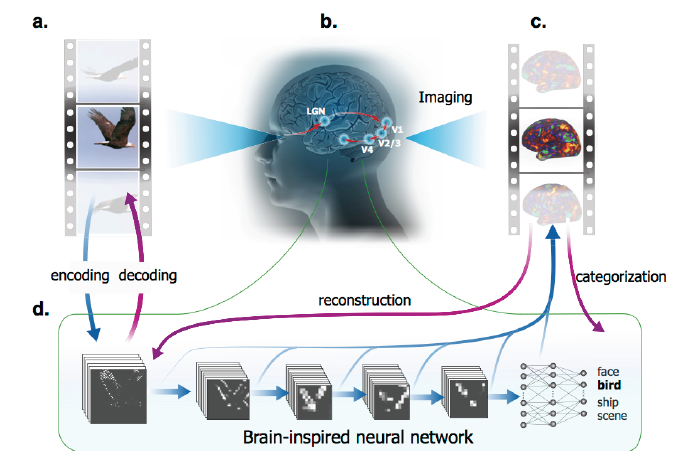 a.
b.
c.
Imaging
LGN
V1
V2/3
V4
encoding decoding
categorization
reconstruction
d.
face
bird
ship
scene
Brain-inspired neural network